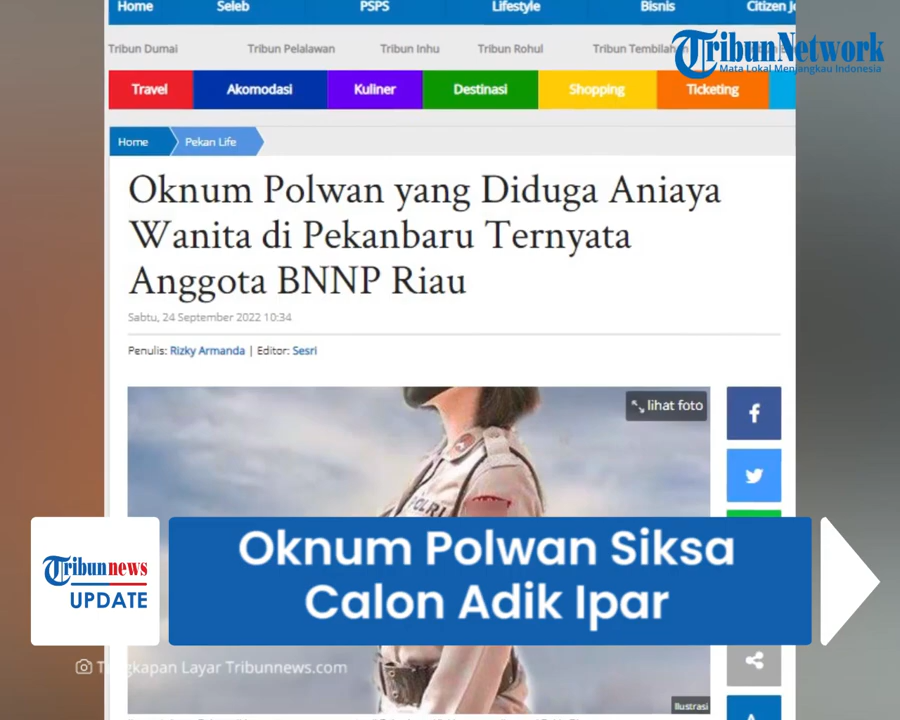 Home Seleb PSPS Lifestyle Bisnis Citizen
Tribun Dumai Tribun Pelalawan Tribun Inhu Tribun Rohul Tribun Tembilahan
TribunNetwork
Mata Lokal Menjangkau Indonesia
Travel Akomodasi Kuliner Destinasi Shopping Ticketing
Home Pekan Life
Oknum Polwan yang Diduga Aniaya
Wanita di Pekanbaru Ternyata
Anggota BNNP Riau
Sabtu, 24 September 2022 10:34
Penulis: Rizky Armanda | Editor: Sesri
lihat foto
POLRI
Oknum Polwan Siksa
Calon Adik Ipar
Tribunnews
UPDATE
Tangkapan Layar Tribunnews.com
Ilustrasi